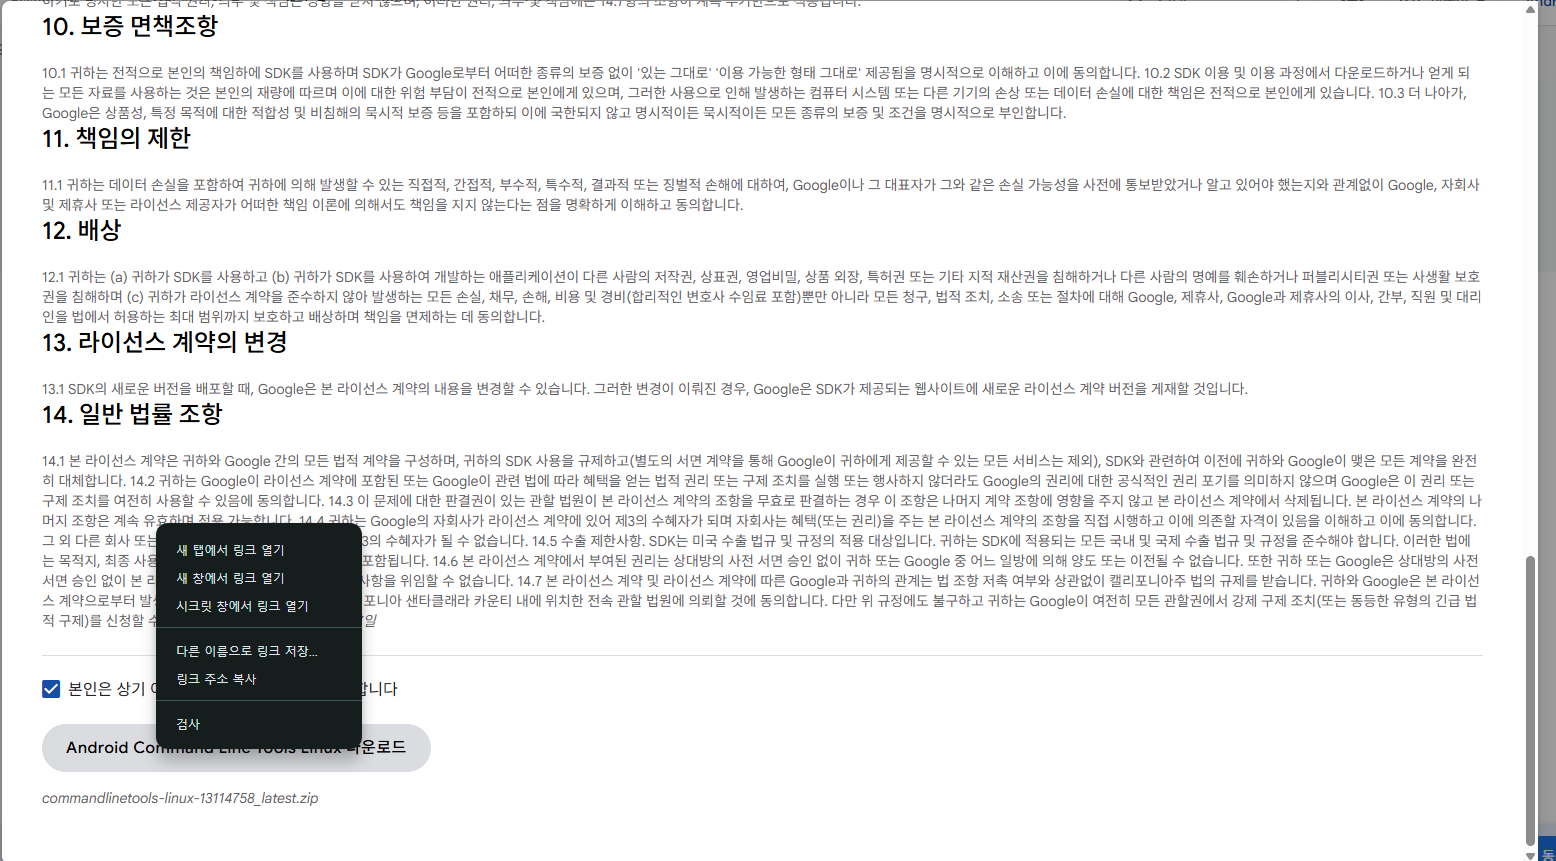 10. 보증 면책조항
10.1 귀하는 전적으로 본인의 책임하에 SDK를 사용하며 SDK가 Google로부터 어떠한 종류의 보증 없이 '있는 그대로' '이용 가능한 형태 그대로' 제공됨을 명시적으로 이해하고 이에 동의합니다. 10.2 SDK 이용 및 이용 과정에서 다운로드하거나 얻게 되
는 모든 자료를 사용하는 것은 본인의 재량에 따르며 이에 대한 위험 부담이 전적으로 본인에게 있으며, 그러한 사용으로 인해 발생하는 컴퓨터 시스템 또는 다른 기기의 손상 또는 데이터 손실에 대한 책임은 전적으로 본인에게 있습니다. 10.3 더 나아가,
Google은 상품성, 특정 목적에 대한 적합성 및 비침해의 묵시적 보증 등을 포함하되 이에 국한되지 않고 명시적이든 묵시적이든 모든 종류의 보증 및 조건을 명시적으로 부인합니다.
11. 책임의 제한
11.1 귀하는 데이터 손실을 포함하여 귀하에 의해 발생할 수 있는 직접적, 간접적, 부수적, 특수적, 결과적 또는 징벌적 손해에 대하여, Google이나 그 대표자가 그와 같은 손실 가능성을 사전에 통보받았거나 알고 있어야 했는지와 관계없이 Google, 자회사
및 제휴사 또는 라이선스 제공자가 어떠한 책임 이론에 의해서도 책임을 지지 않는다는 점을 명확하게 이해하고 동의합니다.
12. 배상
12.1 귀하는 (a) 귀하가 SDK를 사용하고 (b) 귀하가 SDK를 사용하여 개발하는 애플리케이션이 다른 사람의 저작권, 상표권, 영업비밀, 상품 외장, 특허권 또는 기타 지적 재산권을 침해하거나 다른 사람의 명예를 훼손하거나 퍼블리시티권 또는 사생활 보호
권을 침해하며 (c) 귀하가 라이선스 계약을 준수하지 않아 발생하는 모든 손실, 채무, 손해, 비용 및 경비(합리적인 변호사 수임료 포함)뿐만 아니라 모든 청구, 법적 조치, 소송 또는 절차에 대해 Google, 제휴사, Google과 제휴사의 이사, 간부, 직원 및 대리
인을 법에서 허용하는 최대 범위까지 보호하고 배상하며 책임을 면제하는 데 동의합니다.
13. 라이선스 계약의 변경
13.1 SDK의 새로운 버전을 배포할 때, Google은 본 라이선스 계약의 내용을 변경할 수 있습니다. 그러한 변경이 이뤄진 경우, Google은 SDK가 제공되는 웹사이트에 새로운 라이선스 계약 버전을 게재할 것입니다.
14. 일반 법률 조항
14.1 본 라이선스 계약은 귀하와 Google 간의 모든 법적 계약을 구성하며, 귀하의 SDK 사용을 규제하고(별도의 서면 계약을 통해 Google이 귀하에게 제공할 수 있는 모든 서비스는 제외), SDK와 관련하여 이전에 귀하와 Google이 맺은 모든 계약을 완전
히 대체합니다. 14.2 귀하는 Google이 라이선스 계약에 포함된 또는 Google이 관련 법에 따라 혜택을 얻는 법적 권리 또는 구제 조치를 실행 또는 행사하지 않더라도 Google의 권리에 대한 공식적인 권리 포기를 의미하지 않으며 Google은 이 권리 또는
구제 조치를 여전히 사용할 수 있음에 동의합니다. 14.3 이 문제에 대한 판결권이 있는 관할 법원이 본 라이선스 계약의 조항을 무효로 판결하는 경우 이 조항은 나머지 계약 조항에 영향을 주지 않고 본 라이선스 계약에서 삭제됩니다. 본 라이선스 계약의 나
머지 조항은 계속 유효하며 적용 가능합니다. 14.4 귀하는 Google의 자회사가 라이선스 계약에 있어 제3의 수혜자가 되며 자회사는 혜택(또는 권리)을 주는 본 라이선스 계약의 조항을 직접 시행하고 이에 의존할 자격이 있음을 이해하고 이에 동의합니다.
그 외 다른 회사 또는 3의 수혜자가 될 수 없습니다. 14.5 수출 제한사항. SDK는 미국 수출 법규 및 규정의 적용 대상입니다. 귀하는 SDK에 적용되는 모든 국내 및 국제 수출 법규 및 규정을 준수해야 합니다. 이러한 법에
는 목적지, 최종 사용 포함됩니다. 14.6 본 라이선스 계약에서 부여된 권리는 상대방의 사전 서면 승인 없이 귀하 또는 Google 중 어느 일방에 의해 양도 또는 이전될 수 없습니다. 또한 귀하 또는 Google은 상대방의 사전
서면 승인 없이 본 사항을 위임할 수 없습니다. 14.7 본 라이선스 계약 및 라이선스 계약에 따른 Google과 귀하의 관계는 법 조항 저촉 여부와 상관없이 캘리포니아주 법의 규제를 받습니다. 귀하와 Google은 본 라이선
스 계약으로부터 포니아 샌타클래라 카운티 내에 위치한 전속 관할 법원에 의뢰할 것에 동의합니다. 다만 위 규정에도 불구하고 귀하는 Google이 여전히 모든 관할권에서 강제 구제 조치(또는 동등한 유형의 긴급 법
적 구제)를 신청할 일
새 탭에서 링크 열기
새 창에서 링크 열기
시크릿 창에서 링크 열기
다른 이름으로 링크 저장...
링크 주소 복사
검사
본인은 상기 합니다
Android Command Line Tools Linux 다운로드
commandlinetools-linux-13114758_latest.zip